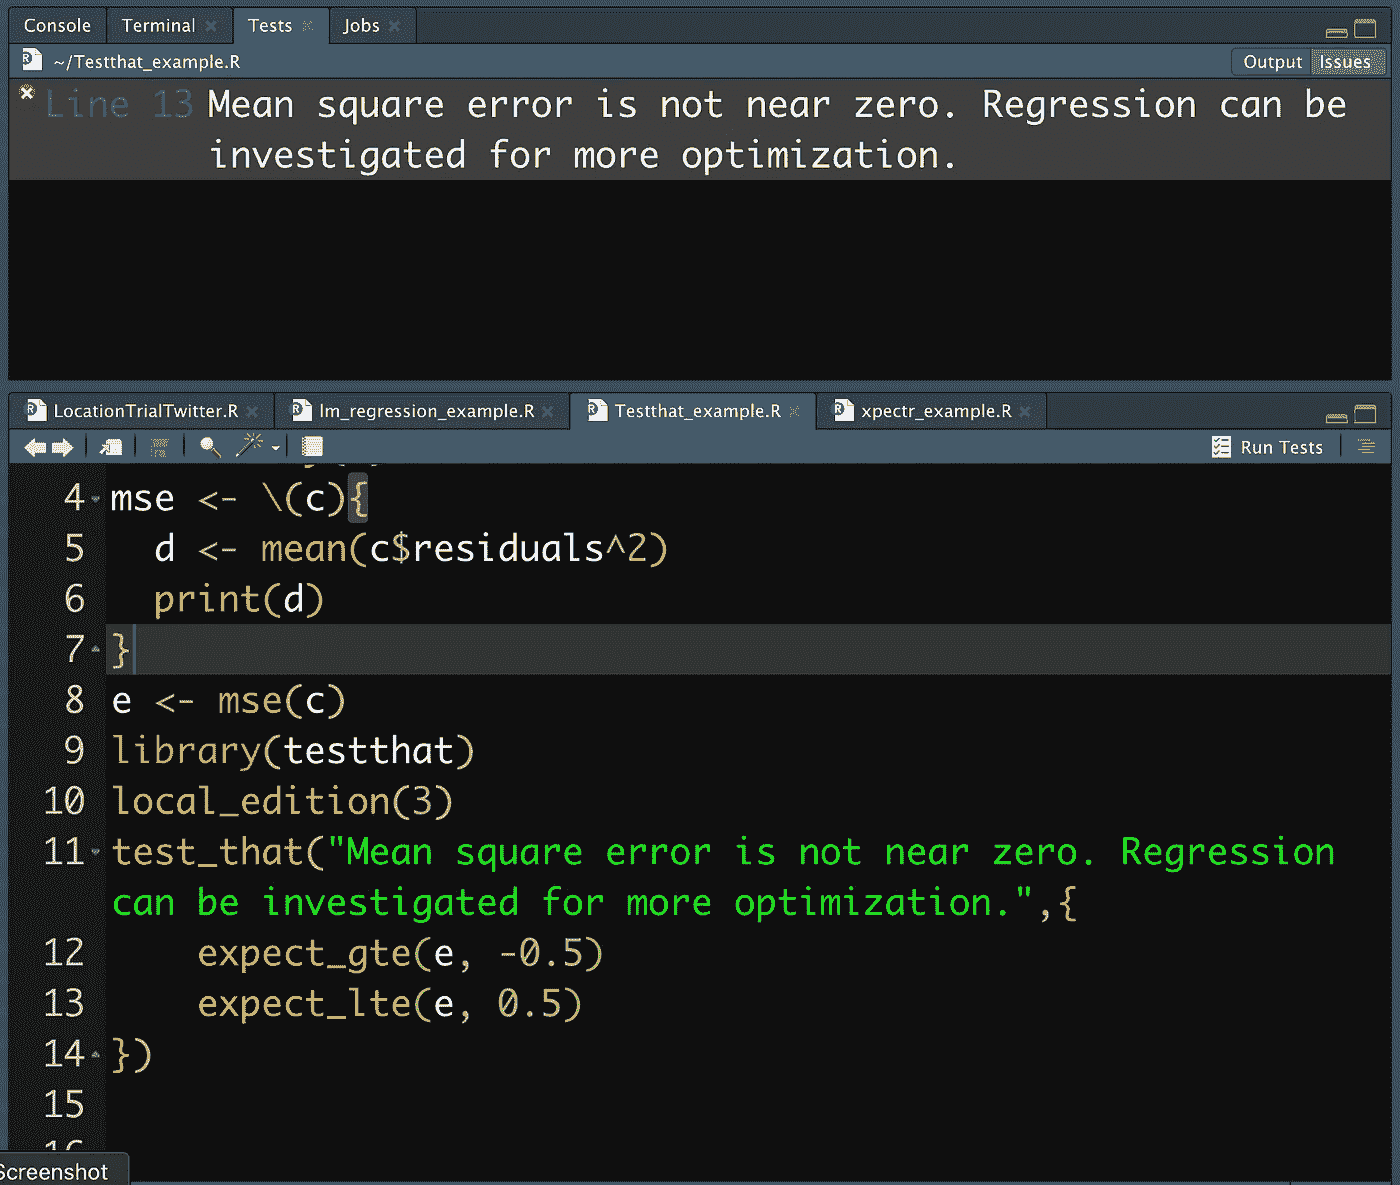 Console Terminal Tests Jobs
~/Testthat_example.R Output Issues
Line 13 Mean square error is not near zero. Regression can be
investigated for more optimization.
LocationTrialTwitter.R lm_regression_example.R Testthat_example.R xpectr_example.R
Run Tests
4 mse <- \(c){
5 d <- mean(c$residuals^2)
6 print(d)
7 }
8 e <- mse(c)
9 library(testthat)
10 local_edition(3)
11 test_that("Mean square error is not near zero. Regression
can be investigated for more optimization.",{
12 expect_gte(e, -0.5)
13 expect_lte(e, 0.5)
14 })
15
16
Screenshot